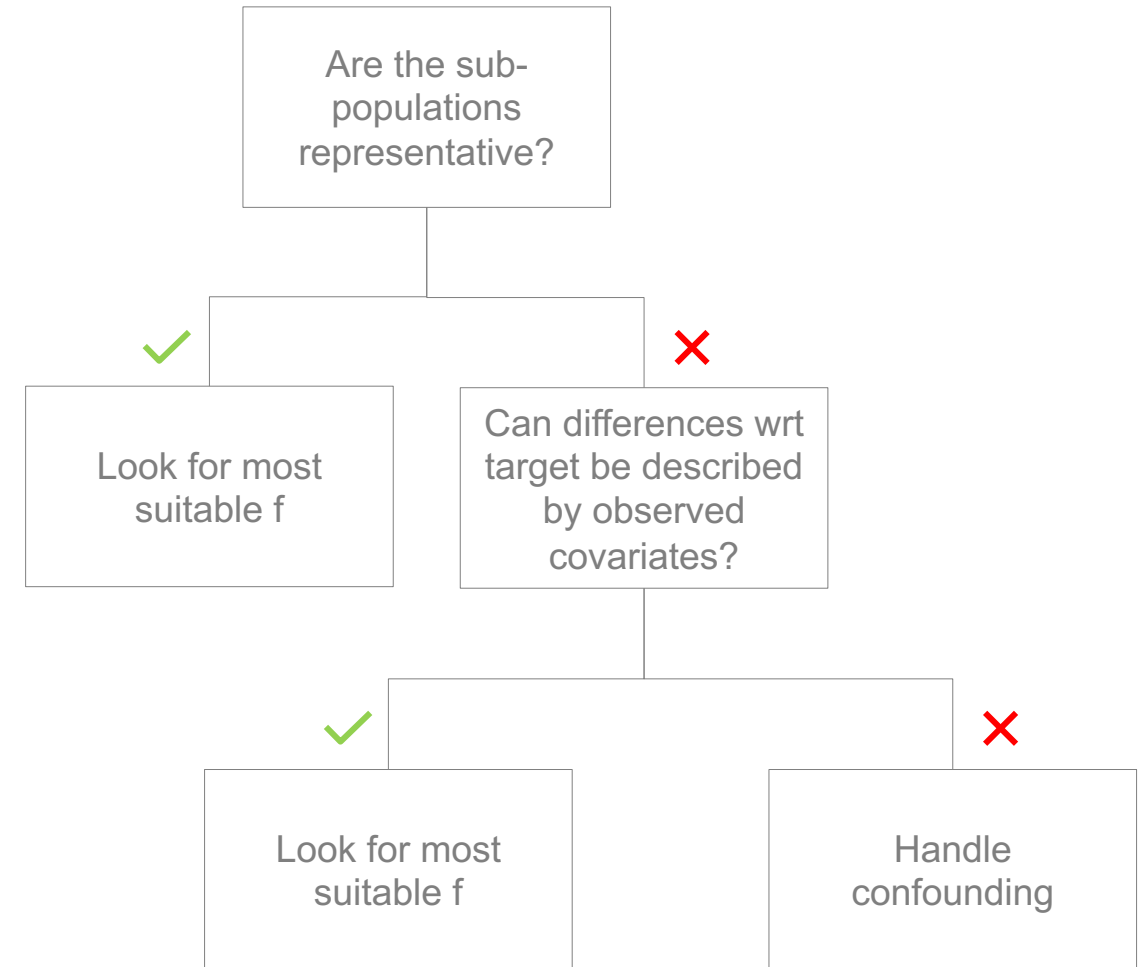 Are the sub-
populations
representative?
Look for most
suitable f
Can differences wrt
target be described
by observed
covariates?
Look for most
suitable f
Handle
confounding